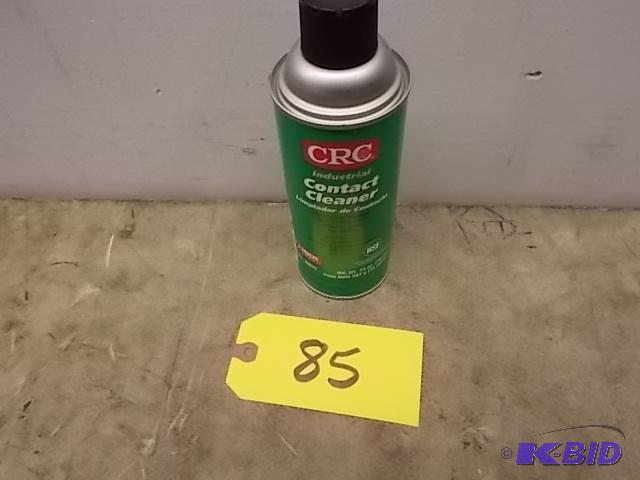 CRC
Industrial
Contact
Cleaner
Limpiador de Contacto
NSF
85
© K-BID